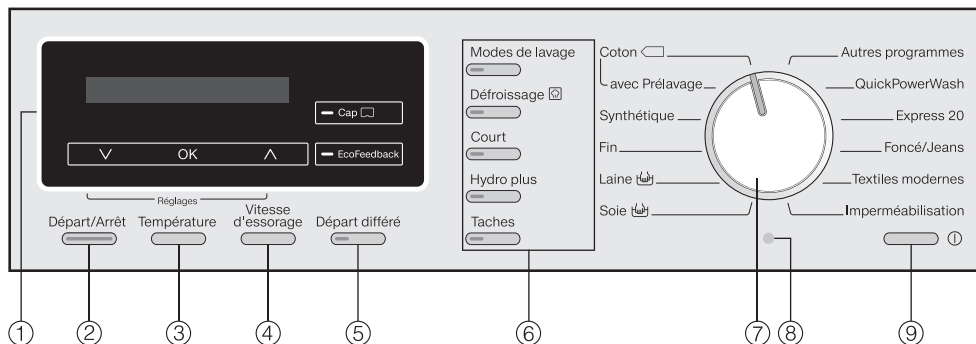 Cap
EcoFeedback
OK
Réglages
Départ/Arrêt
Température
Vitesse
d'essorage
Départ différé
Modes de lavage
Défroissage
Court
Hydro plus
Taches
Coton
avec Prélavage
Synthétique
Fin
Laine
Soie
Autres programmes
QuickPowerWash
Express 20
Foncé/Jeans
Textiles modernes
Imperméabilisation
① ② ③ ④ ⑤ ⑥ ⑦ ⑧ ⑨